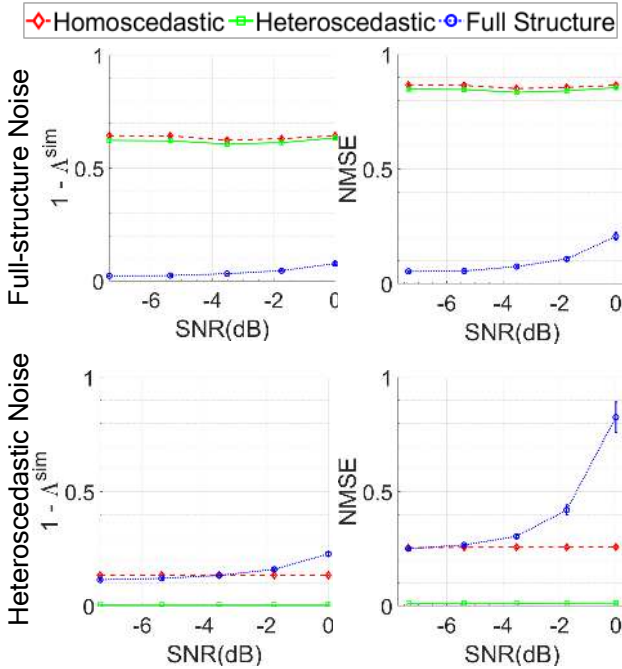 Homoscedastic Heteroscedastic Full Structure
Full-structure Noise
1 - Λ^sim
1
0.5
0
-6 -4 -2 0
SNR(dB)
NMSE
1
0.5
0
-6 -4 -2 0
SNR(dB)
Heteroscedastic Noise
1 - Λ^sim
1
0.5
0
-6 -4 -2 0
SNR(dB)
NMSE
1
0.5
0
-6 -4 -2 0
SNR(dB)